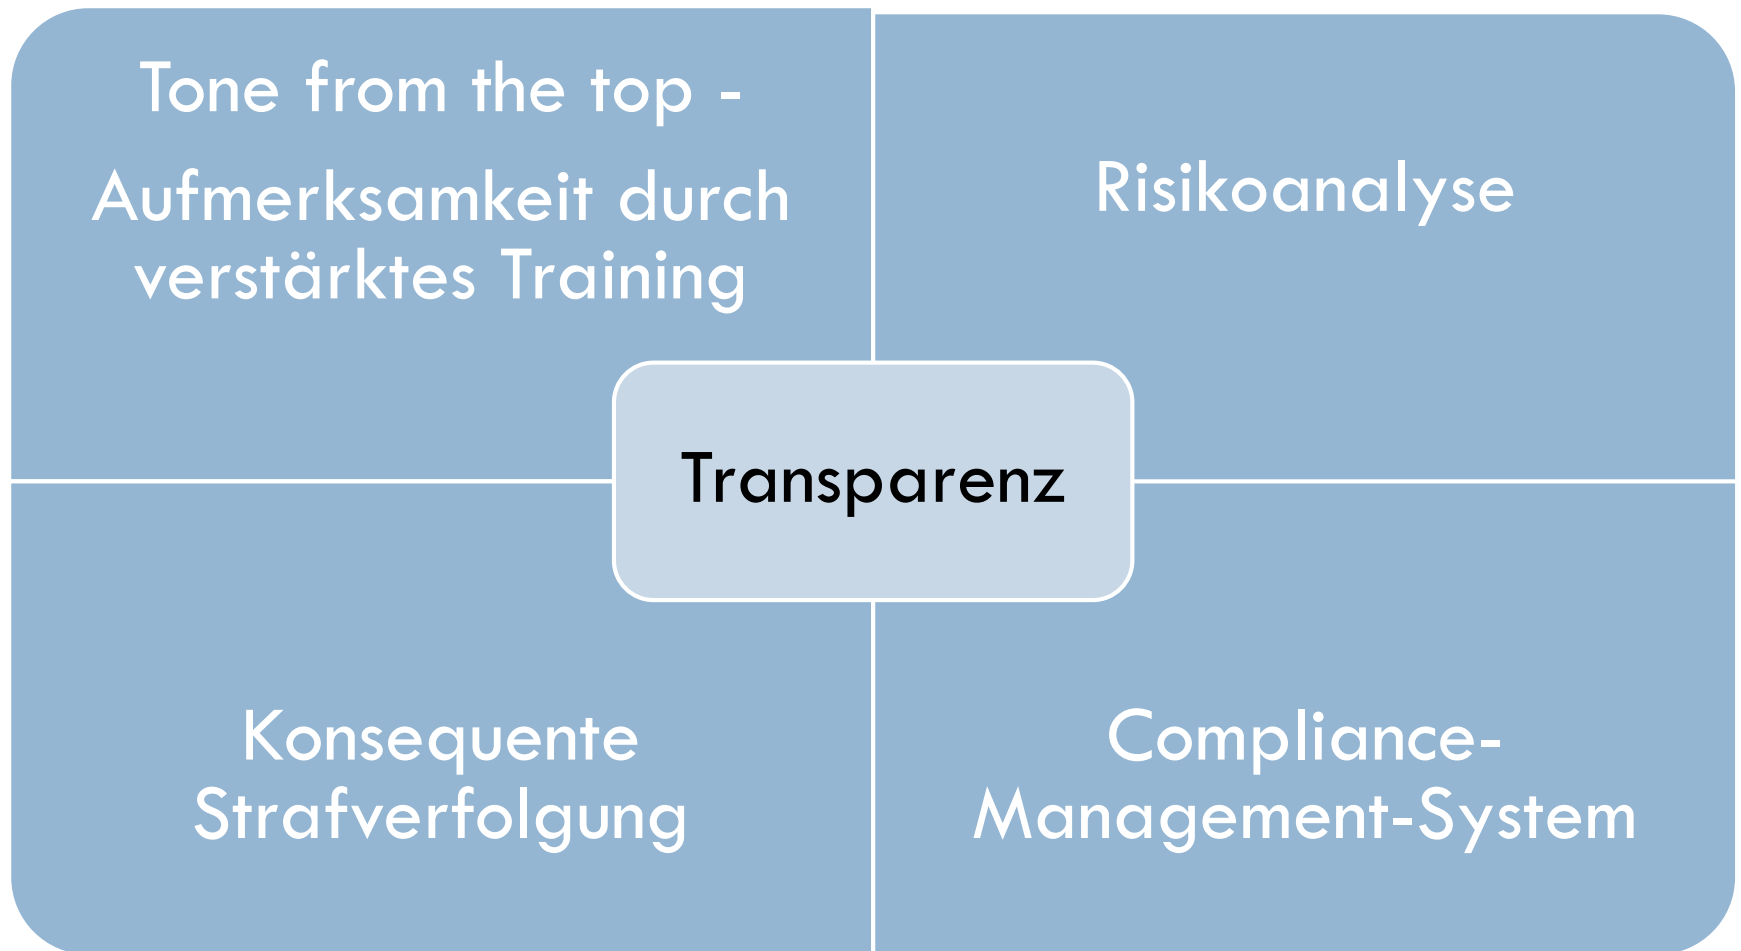 Tone from the top -
Aufmerksamkeit durch
verstärktes Training
Risikoanalyse
Transparenz
Konsequente
Strafverfolgung
Compliance-
Management-System